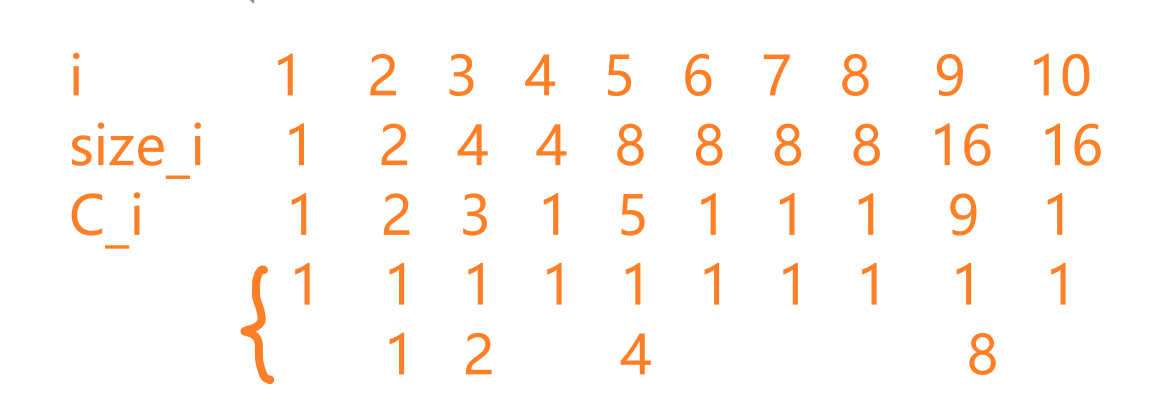 i 1 2 3 4 5 6 7 8 9 10
size_i 1 2 4 4 8 8 8 8 16 16
C_i 1 2 3 1 5 1 1 1 9 1
{ 1 1 1 1 1 1 1 1 1 1
1 2 4 8